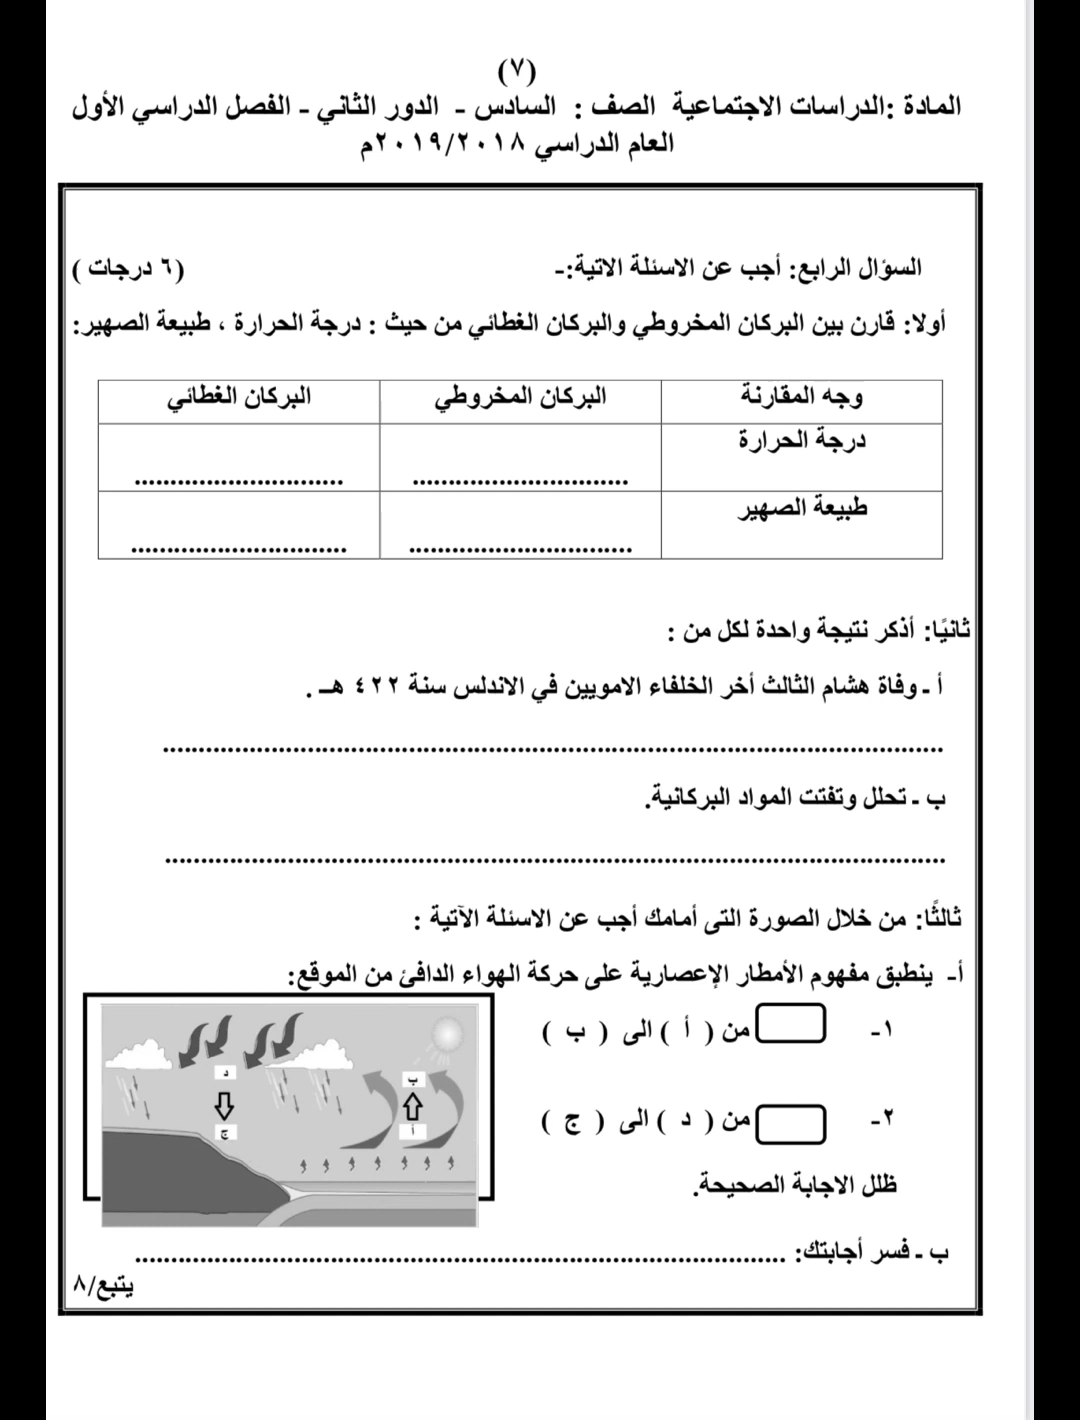 (٧)
المادة :الدراسات الاجتماعية الصف : السادس - الدور الثاني - الفصل الدراسي الأول
العام الدراسي ٢٠١٩/٢٠١٨م
السؤال الرابع: أجب عن الاسئلة الاتية:- (٦ درجات )
أولا: قارن بين البركان المخروطي والبركان الغطائي من حيث : درجة الحرارة ، طبيعة الصهير:
وجه المقارنة البركان المخروطي البركان الغطائي
درجة الحرارة .............................. .............................
طبيعة الصهير ............................... ..............................
ثانيًا: أذكر نتيجة واحدة لكل من :
أ - وفاة هشام الثالث أخر الخلفاء الامويين في الاندلس سنة ٤٢٢ هـ .
............................................................................................................
ب - تحلل وتفتت المواد البركانية.
............................................................................................................
ثالثًا: من خلال الصورة التى أمامك أجب عن الاسئلة الآتية :
أ- ينطبق مفهوم الأمطار الإعصارية على حركة الهواء الدافئ من الموقع:
١- من ( أ ) الى ( ب )
٢- من ( د ) الى ( ج )
ظلل الاجابة الصحيحة.
ب
أ
د
ج
ب - فسر أجابتك: ..........................................................................................
يتبع/٨